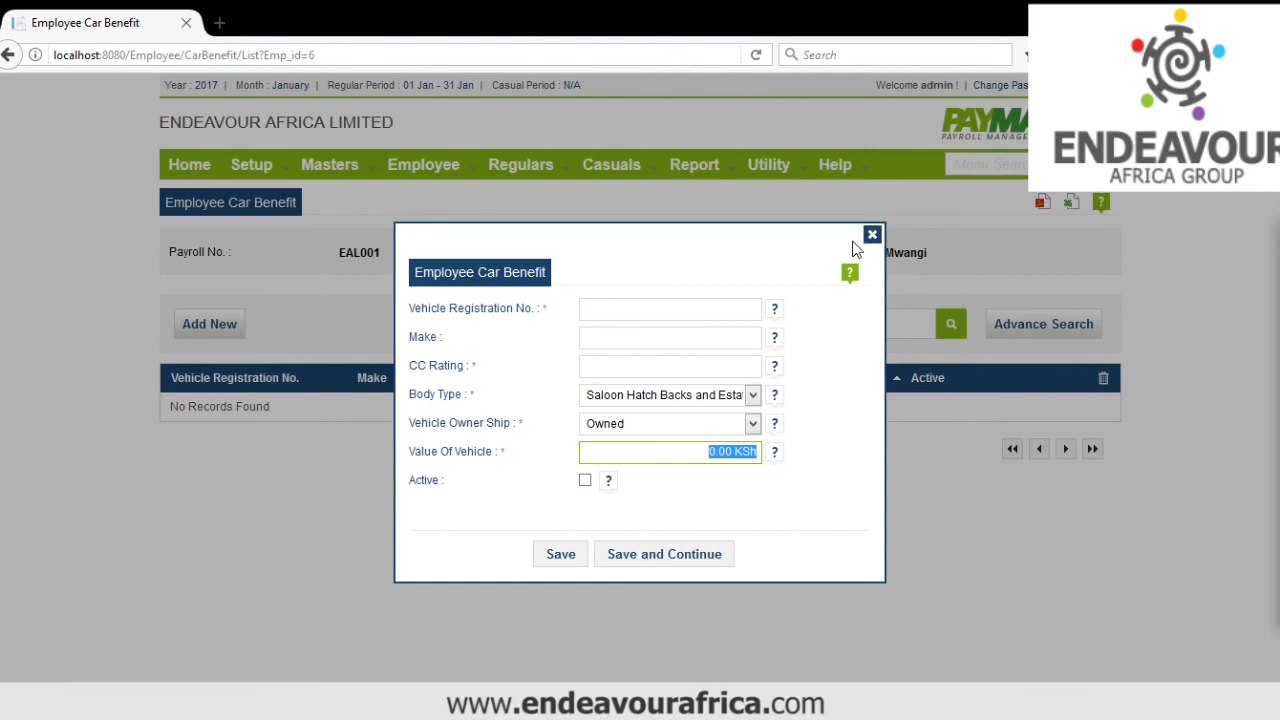 Employee Car Benefit
localhost:8080/Employee/CarBenefit/List?Emp_id=6
Search
Year : 2017 | Month : January | Regular Period : 01 Jan - 31 Jan | Casual Period : N/A
Welcome admin ! | Change Pas
ENDEAVOUR AFRICA LIMITED
PAYMA
PAYROLL MANAGE
ENDEAVOUR
AFRICA GROUP
Home Setup Masters Employee Regulars Casuals Report Utility Help
Menu Searc
Employee Car Benefit
?
Payroll No. : EAL001
Mwangi
Employee Car Benefit
?
Add New
Advance Search
Vehicle Registration No. Make
Active
No Records Found
Vehicle Registration No. : * ?
Make : ?
CC Rating : * ?
Body Type : * Saloon Hatch Backs and Esta ?
Vehicle Owner Ship : * Owned ?
Value Of Vehicle : * 0.00 KSh ?
Active : ?
Save Save and Continue
www.endeavourafrica.com